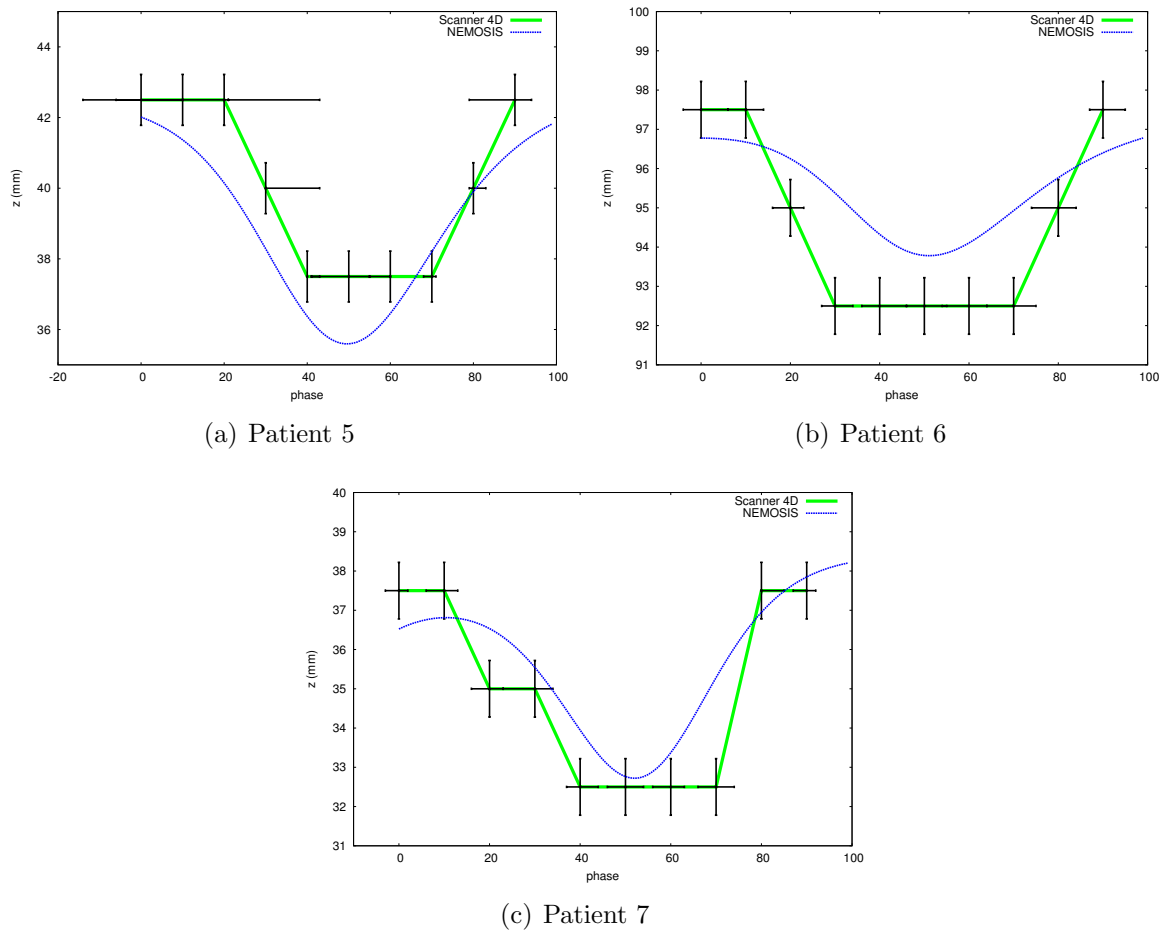 Scanner 4D
NEMOSIS
z (mm)
44
42
40
38
36
-20 0 20 40 60 80 100
phase
(a) Patient 5
Scanner 4D
NEMOSIS
z (mm)
100
99
98
97
96
95
94
93
92
91
0 20 40 60 80 100
phase
(b) Patient 6
Scanner 4D
NEMOSIS
z (mm)
40
39
38
37
36
35
34
33
32
31
0 20 40 60 80 100
phase
(c) Patient 7